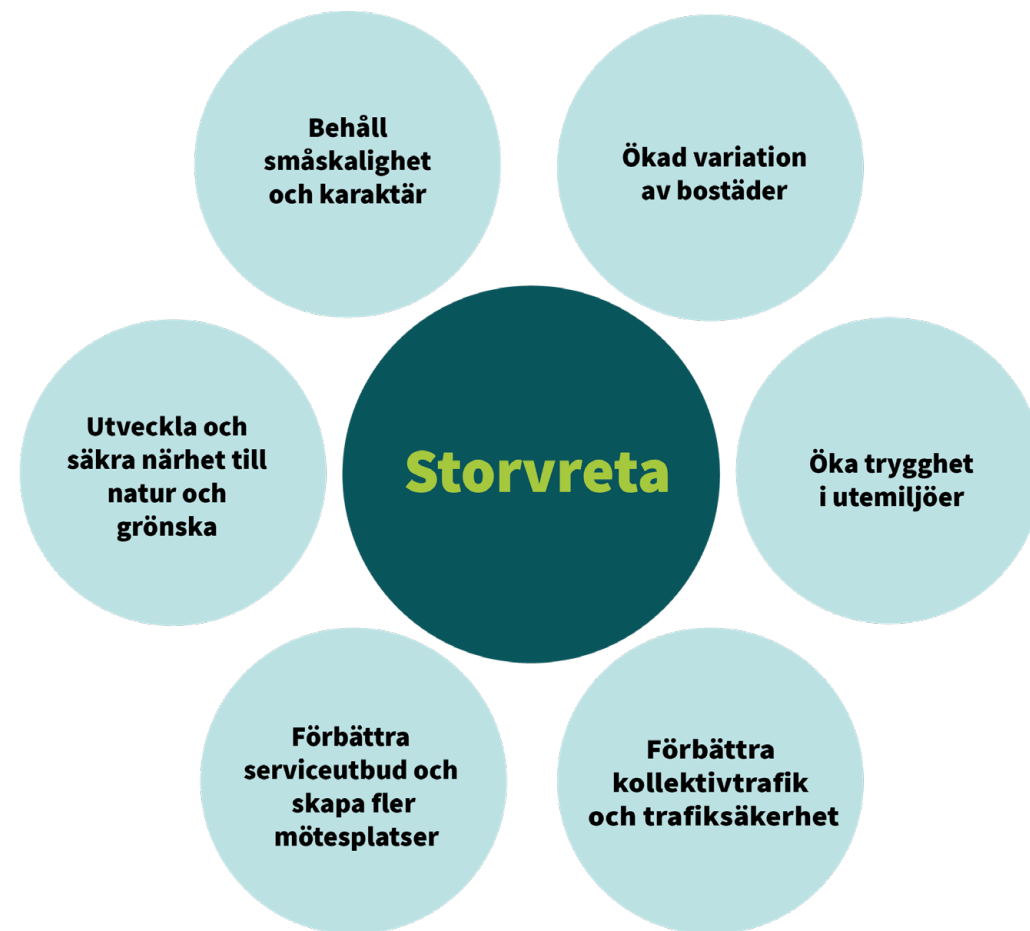 Behåll
småskalighet
och karaktär
Ökad variation
av bostäder
Utveckla och
säkra närhet till
natur och
grönska
Storvreta
Öka trygghet
i utemiljöer
Förbättra
serviceutbud och
skapa fler
mötesplatser
Förbättra
kollektivtrafik
och trafiksäkerhet